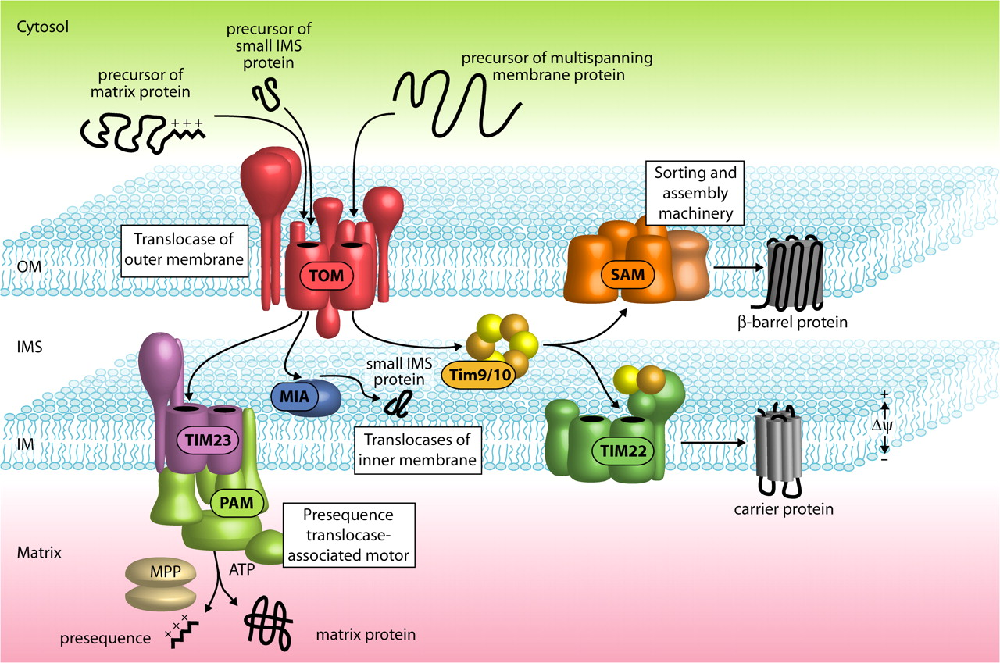 Cytosol
precursor of
small IMS
protein
precursor of multispanning
membrane protein
precursor of
matrix protein
+ + +
Sorting and
assembly
machinery
Translocase of
outer membrane
OM
TOM
SAM
β-barrel protein
IMS
small IMS
protein
Tim9/10
MIA
+
Δψ
–
Translocases of
inner membrane
IM
TIM23
TIM22
PAM
carrier protein
Presequence
translocase-
associated motor
Matrix
MPP
ATP
× × ×
presequence
matrix protein